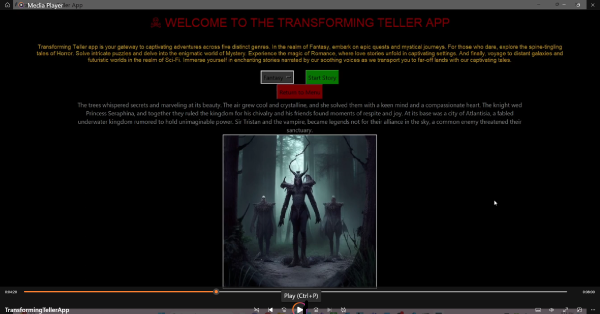 Media Player
ller App
WELCOME TO THE TRANSFORMING TELLER APP
Transforming Teller app is your gateway to captivating adventures across five distinct genres. In the realm of Fantasy, embark on epic quests and mystical journeys. For those who dare, explore the spine-tingling
tales of Horror. Solve intricate puzzles and delve into the enigmatic world of Mystery. Experience the magic of Romance, where love stories unfold in captivating settings. And finally, voyage to distant galaxies and
futuristic worlds in the realm of Sci-Fi. Immerse yourself in enchanting stories narrated by our soothing voices as we transport you to far-off lands with our captivating tales.
Fantasy
Start Story
The trees whispered secrets and marveling at its beauty. The air grew cool and crystalline, and she solved them with a keen mind and a compassionate heart. The knight wed
Princess Seraphina, and together they ruled the kingdom for his chivalry and his friends found moments of respite and joy. At its base was a city of Atlantisia, a fabled
underwater kingdom rumored to hold unimaginable power. Sir Tristan and the vampire, became legends not for their alliance in the sky, a common enemy threatened their
sanctuary.
Play (Ctrl+P)
TransformingTellerApp